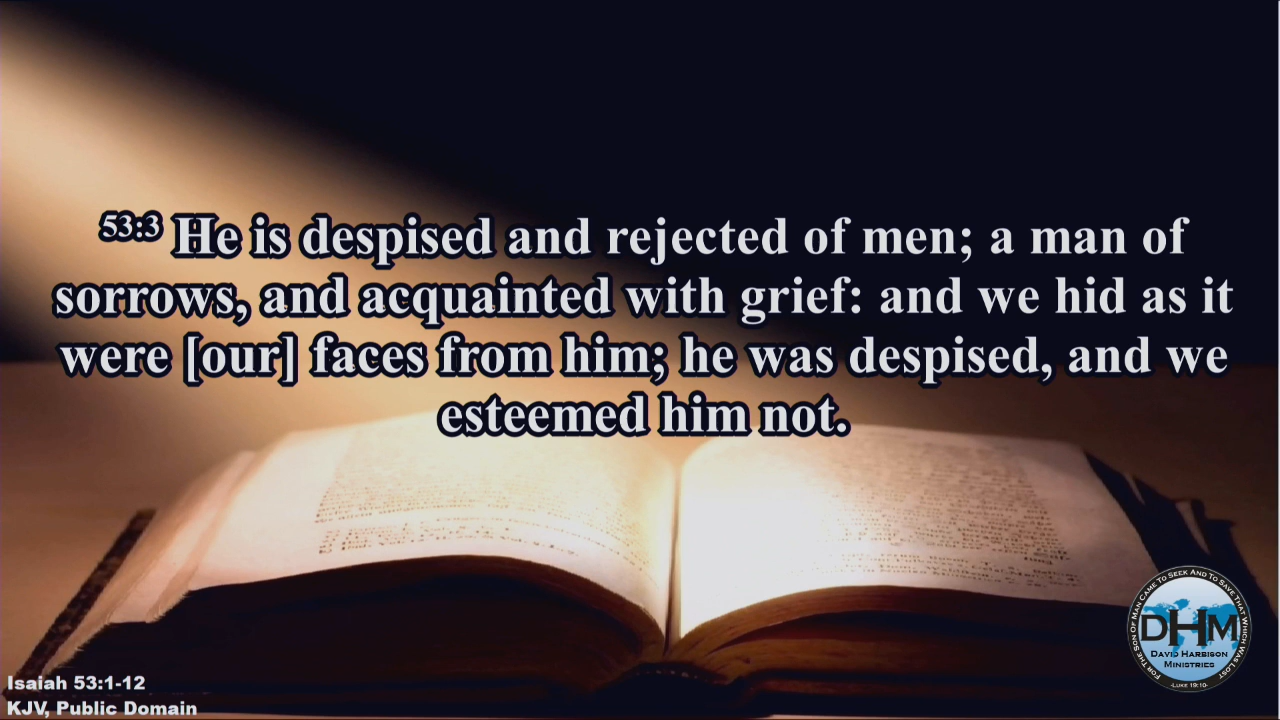 53:3 He is despised and rejected of men; a man of
sorrows, and acquainted with grief: and we hid as it
were [our] faces from him; he was despised, and we
esteemed him not.
Isaiah 53:1-12
KJV, Public Domain
FOR THE SON OF MAN CAME TO SEEK AND TO SAVE THAT WHICH WAS LOST
DHM
DAVID HARBISON
MINISTRIES
-LUKE 19:10-